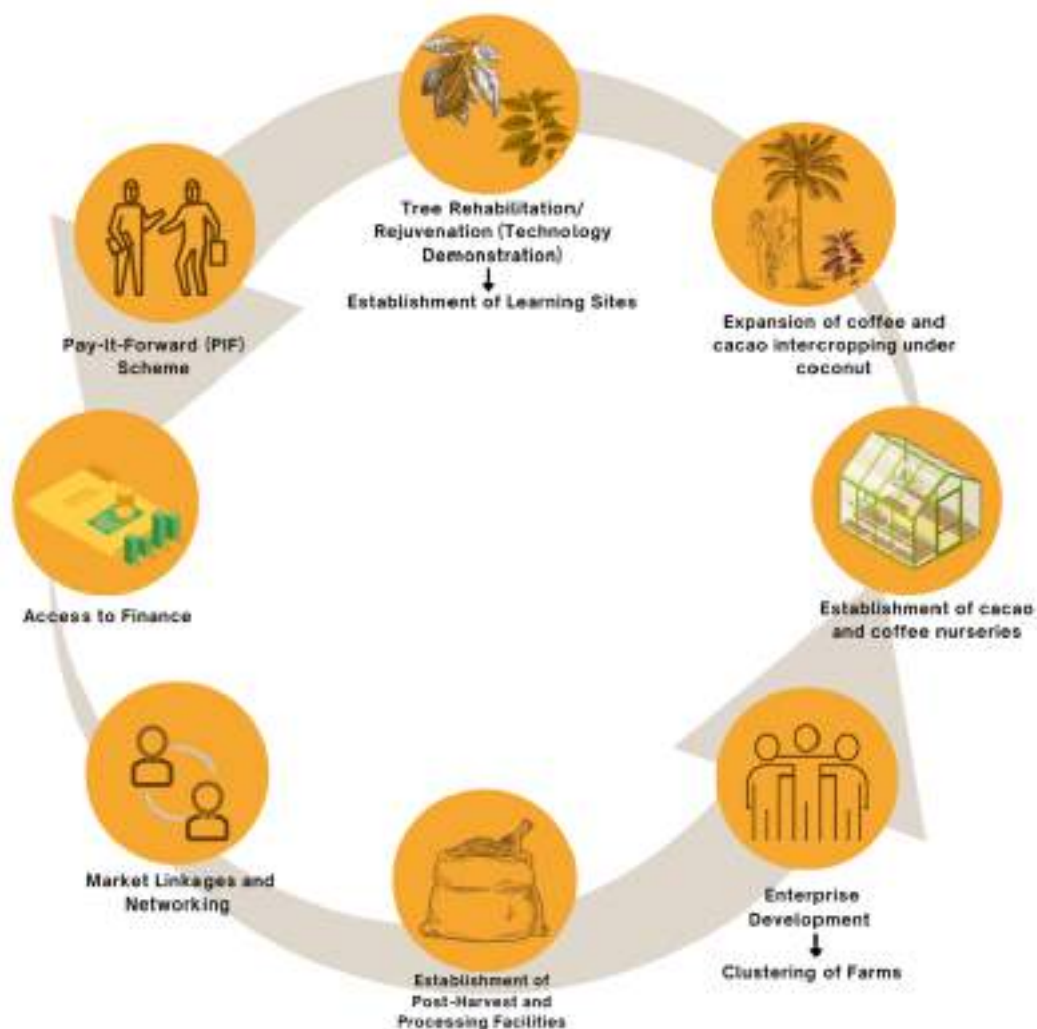 Tree Rehabilitation/
Rejuvenation (Technology
Demonstration)
Establishment of Learning Sites
Pay-It-Forward (PIF)
Scheme
Expansion of coffee and
cacao intercropping under
coconut
Access to Finance
Establishment of cacao
and coffee nurseries
Market Linkages and
Networking
Enterprise
Development
Clustering of Farms
Establishment of
Post-Harvest and
Processing Facilities